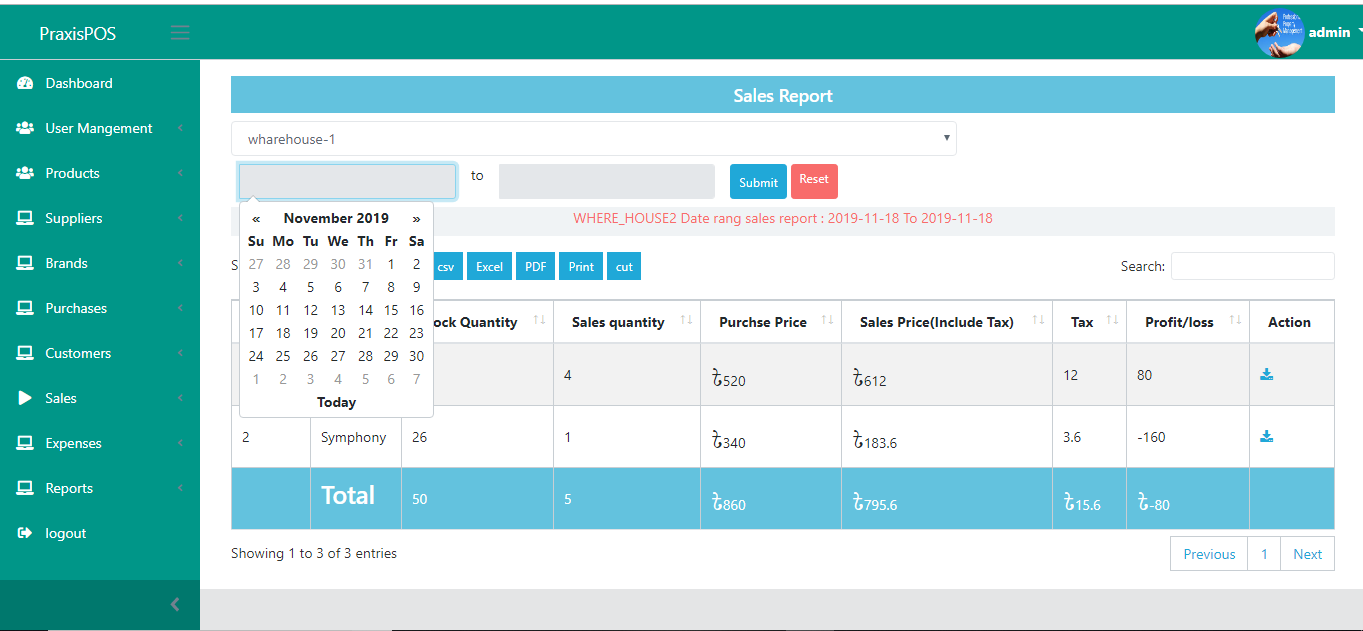 PraxisPOS
admin
Dashboard
User Mangement
Products
Suppliers
Brands
Purchases
Customers
Sales
Expenses
Reports
logout
Sales Report
wharehouse-1
to
Submit
Reset
WHERE_HOUSE2 Date rang sales report : 2019-11-18 To 2019-11-18
« November 2019 »
Su Mo Tu We Th Fr Sa
27 28 29 30 31 1 2
3 4 5 6 7 8 9
10 11 12 13 14 15 16
17 18 19 20 21 22 23
24 25 26 27 28 29 30
1 2 3 4 5 6 7
Today
csv Excel PDF Print cut
Search:
ock Quantity Sales quantity Purchse Price Sales Price(Include Tax) Tax Profit/loss Action
4 ৳520 ৳612 12 80
2 Symphony 26 1 ৳340 ৳183.6 3.6 -160
Total 50 5 ৳860 ৳795.6 ৳15.6 ৳-80
Showing 1 to 3 of 3 entries
Previous 1 Next